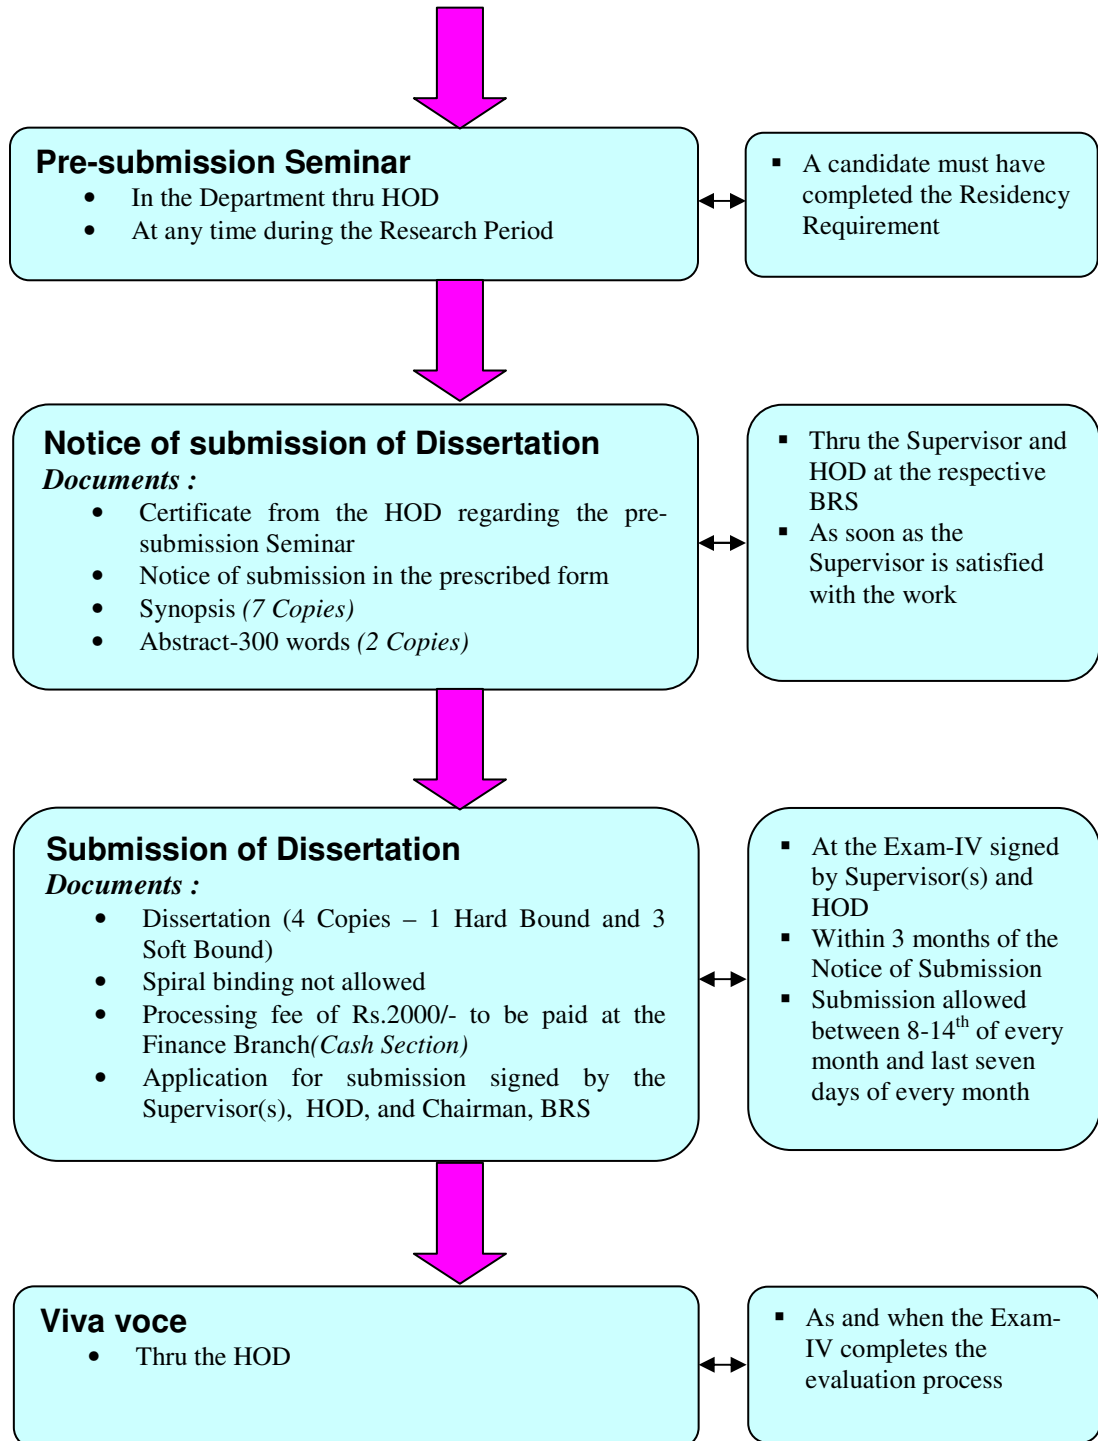 Pre-submission Seminar
• In the Department thru HOD
• At any time during the Research Period
▪ A candidate must have
completed the Residency
Requirement
Notice of submission of Dissertation
Documents :
• Certificate from the HOD regarding the pre-
submission Seminar
• Notice of submission in the prescribed form
• Synopsis (7 Copies)
• Abstract-300 words (2 Copies)
▪ Thru the Supervisor and
HOD at the respective
BRS
▪ As soon as the
Supervisor is satisfied
with the work
Submission of Dissertation
Documents :
• Dissertation (4 Copies – 1 Hard Bound and 3
Soft Bound)
• Spiral binding not allowed
• Processing fee of Rs.2000/- to be paid at the
Finance Branch(Cash Section)
• Application for submission signed by the
Supervisor(s), HOD, and Chairman, BRS
▪ At the Exam-IV signed
by Supervisor(s) and
HOD
▪ Within 3 months of the
Notice of Submission
▪ Submission allowed
between 8-14th of every
month and last seven
days of every month
Viva voce
• Thru the HOD
▪ As and when the Exam-
IV completes the
evaluation process